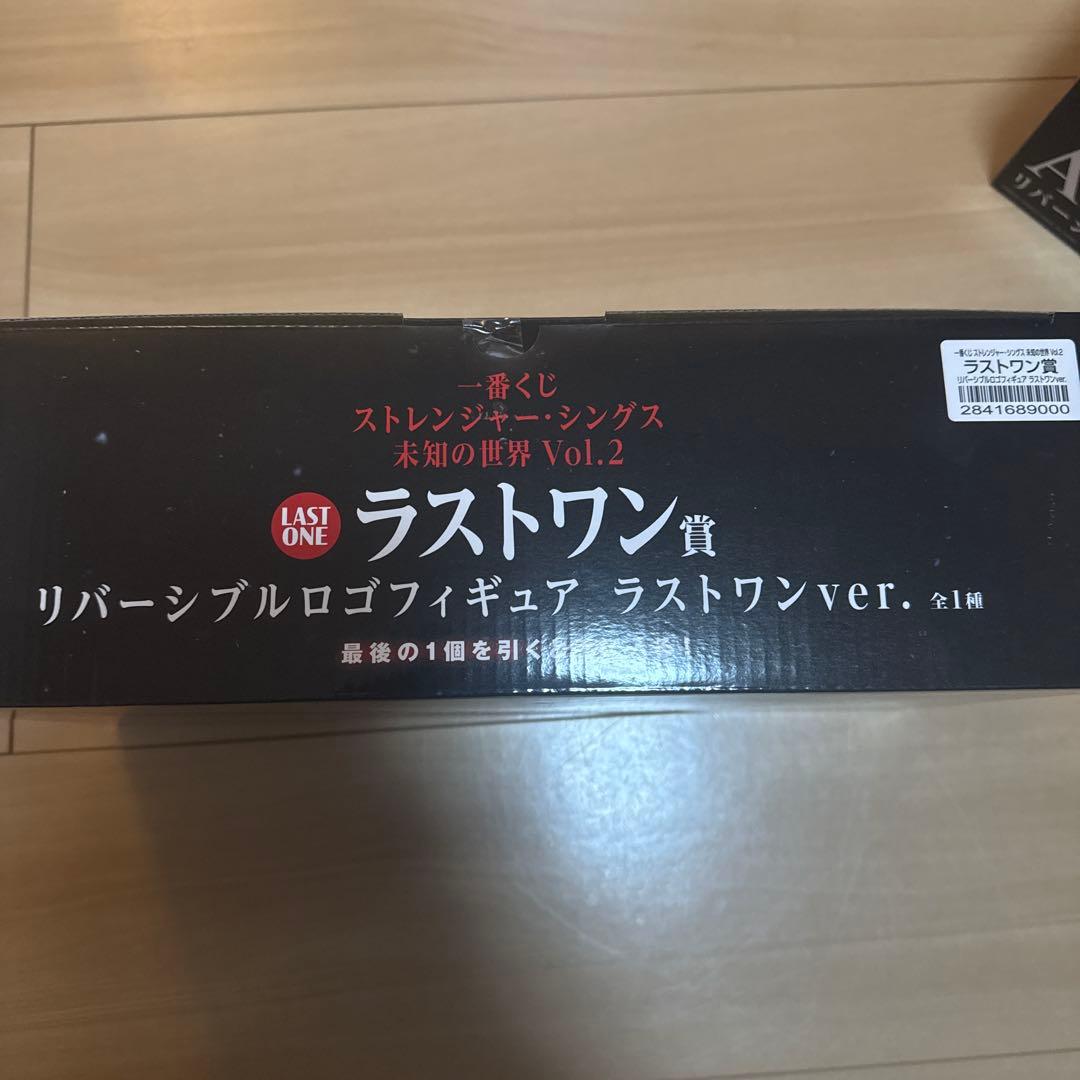 一番くじ
ストレンジャー・シングス
未知の世界 Vol.2
LAST
ONE
ラストワン賞
リバーシブルロゴフィギュア ラストワンver. 全1種
最後の1個を引く
一番くじ ストレンジャー・シングス 未知の世界 Vol.2
ラストワン賞
リバーシブルロゴフィギュア ラストワンver.
2841689000
A
リバーシ